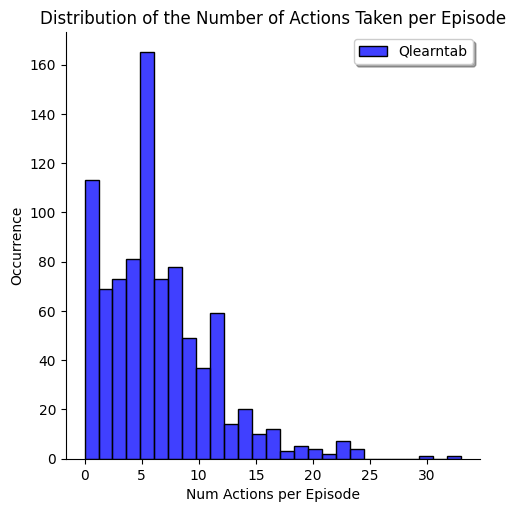 Distribution of the Number of Actions Taken per Episode
Qlearntab
160
140
120
100
80
60
40
20
0
Occurrence
0 5 10 15 20 25 30
Num Actions per Episode